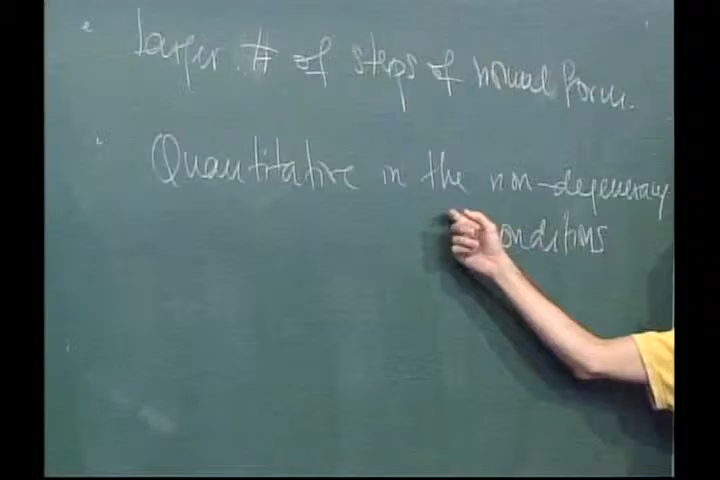 Larger # of steps of normal form.
Quantitative in the non-degeneracy
conditions